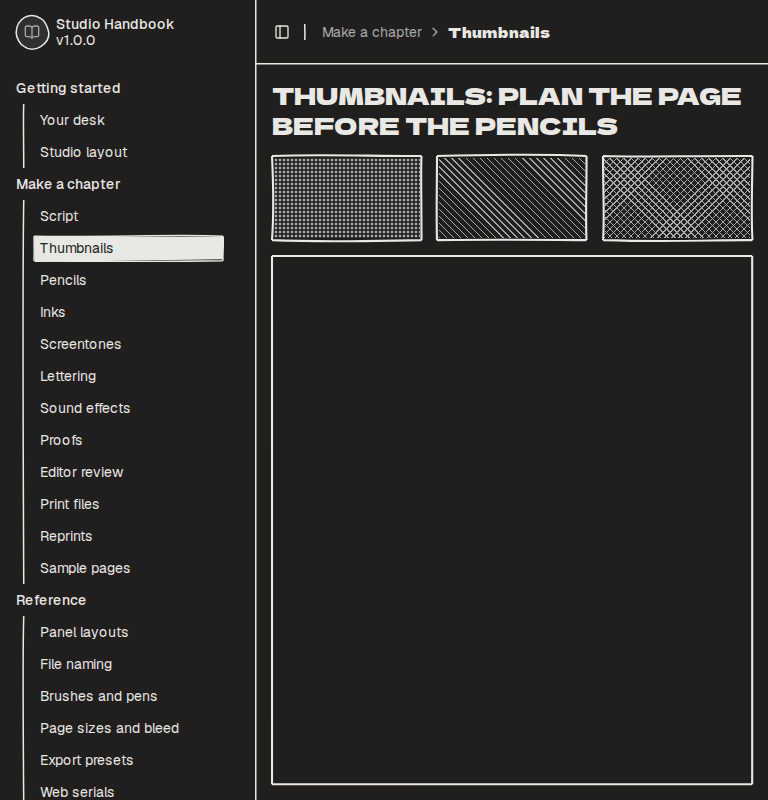 Studio Handbook
v1.0.0
Getting started
Your desk
Studio layout
Make a chapter
Script
Thumbnails
Pencils
Inks
Screentones
Lettering
Sound effects
Proofs
Editor review
Print files
Reprints
Sample pages
Reference
Panel layouts
File naming
Brushes and pens
Page sizes and bleed
Export presets
Web serials
Make a chapter > Thumbnails
THUMBNAILS: PLAN THE PAGE
BEFORE THE PENCILS